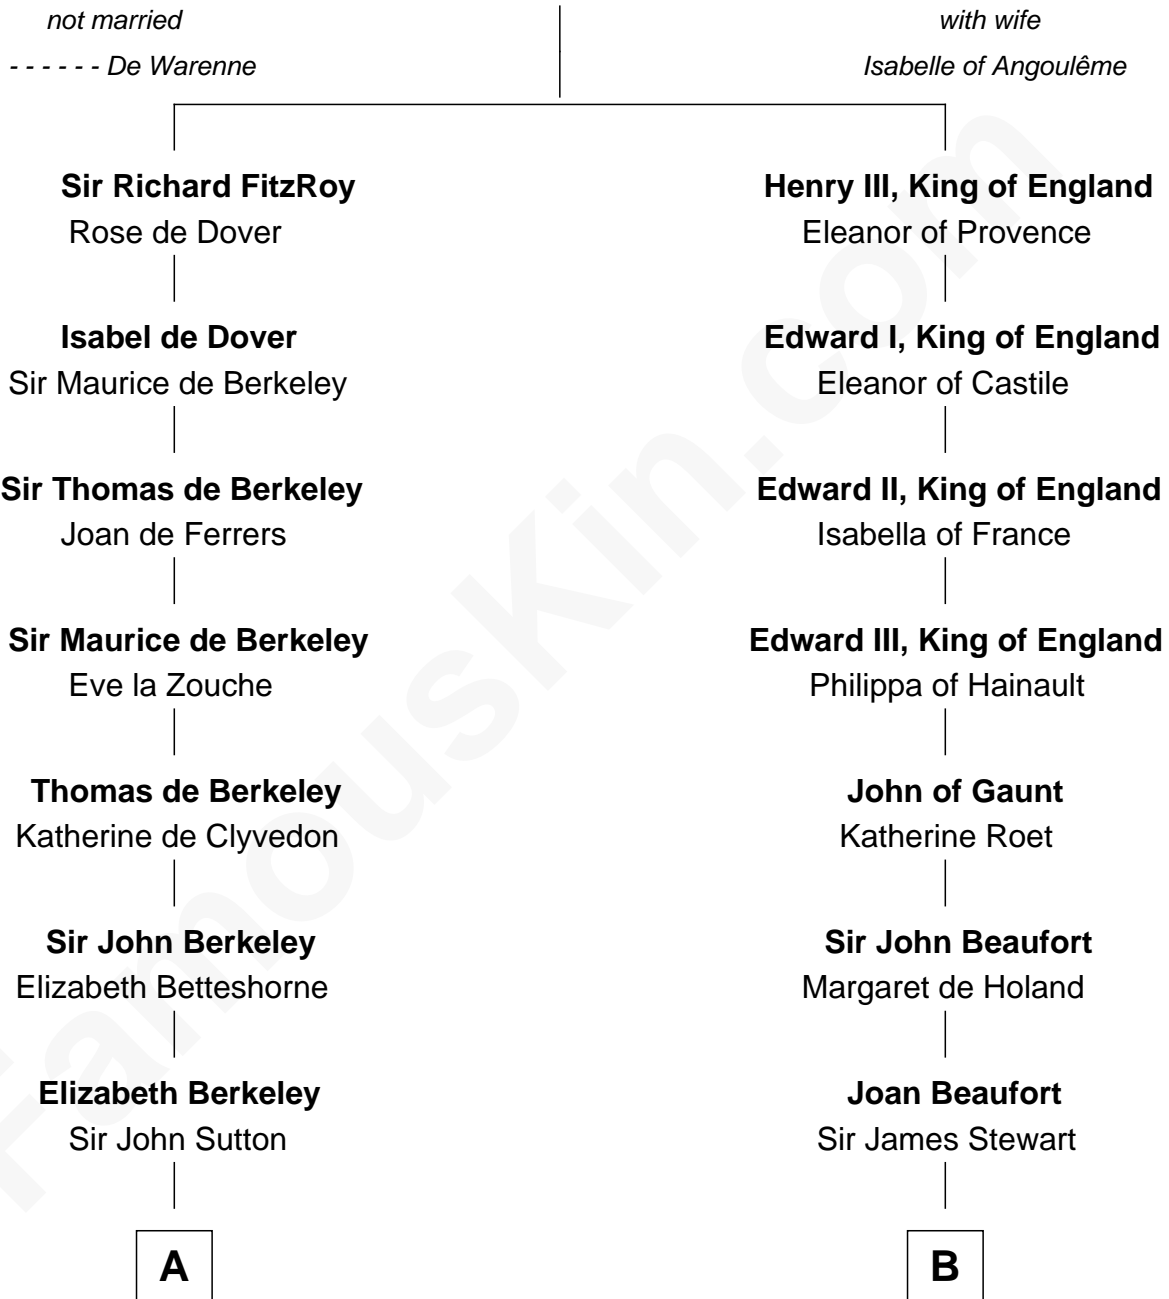 not married
with wife
- - - - - - De Warenne
Isabelle of Angoulême
Sir Richard FitzRoy
Rose de Dover
Henry III, King of England
Eleanor of Provence
Isabel de Dover
Sir Maurice de Berkeley
Edward I, King of England
Eleanor of Castile
Sir Thomas de Berkeley
Joan de Ferrers
Edward II, King of England
Isabella of France
Sir Maurice de Berkeley
Eve la Zouche
Edward III, King of England
Philippa of Hainault
Thomas de Berkeley
Katherine de Clyvedon
John of Gaunt
Katherine Roet
Sir John Berkeley
Elizabeth Betteshorne
Sir John Beaufort
Margaret de Holand
Elizabeth Berkeley
Sir John Sutton
Joan Beaufort
Sir James Stewart
A
B
FamousKin.com